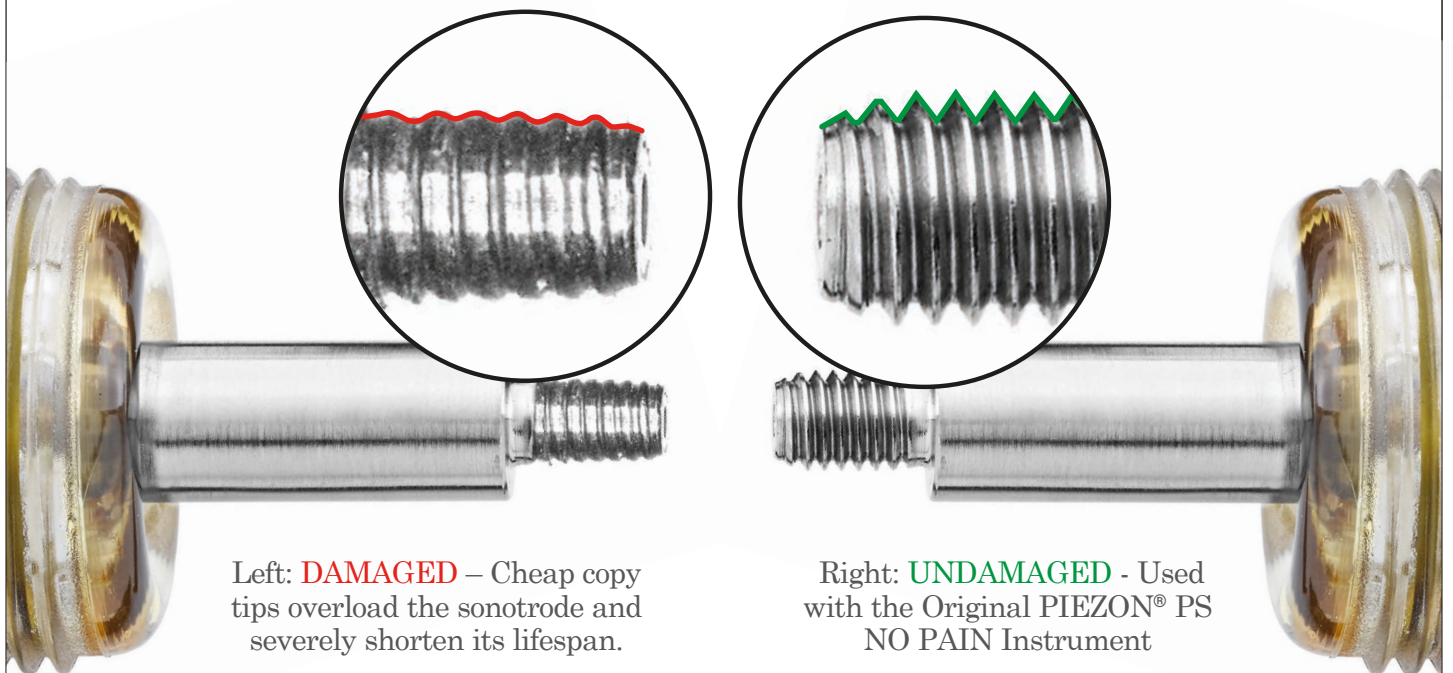 Left: DAMAGED – Cheap copy
tips overload the sonotrode and
severely shorten its lifespan.
Right: UNDAMAGED - Used
with the Original PIEZON® PS
NO PAIN Instrument